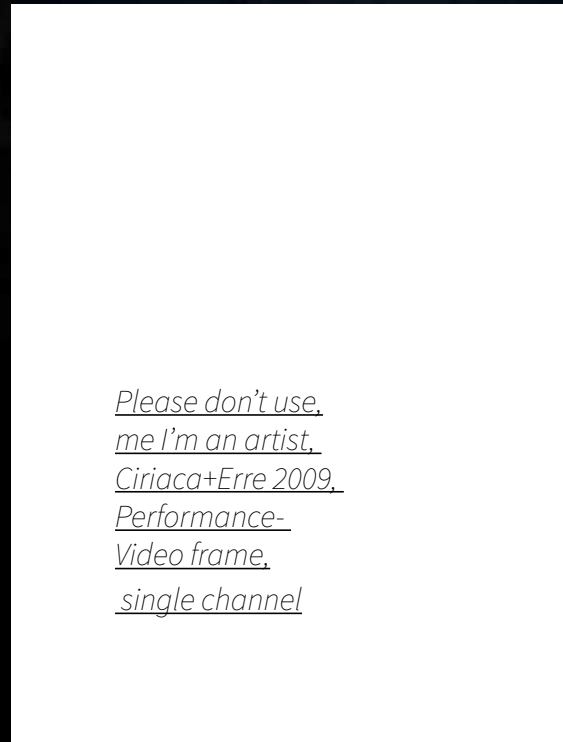 Please don’t use,
me I’m an artist,
Ciriaca+Erre 2009,
Performance-
Video frame,
single channel